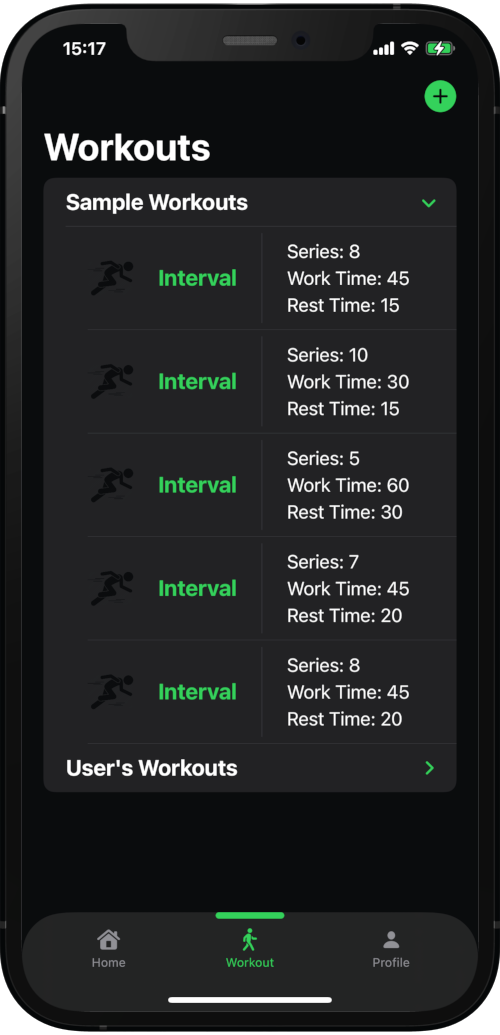 15:17
Workouts
Sample Workouts
Interval
Series: 8
Work Time: 45
Rest Time: 15
Interval
Series: 10
Work Time: 30
Rest Time: 15
Interval
Series: 5
Work Time: 60
Rest Time: 30
Interval
Series: 7
Work Time: 45
Rest Time: 20
Interval
Series: 8
Work Time: 45
Rest Time: 20
User's Workouts
Home Workout Profile